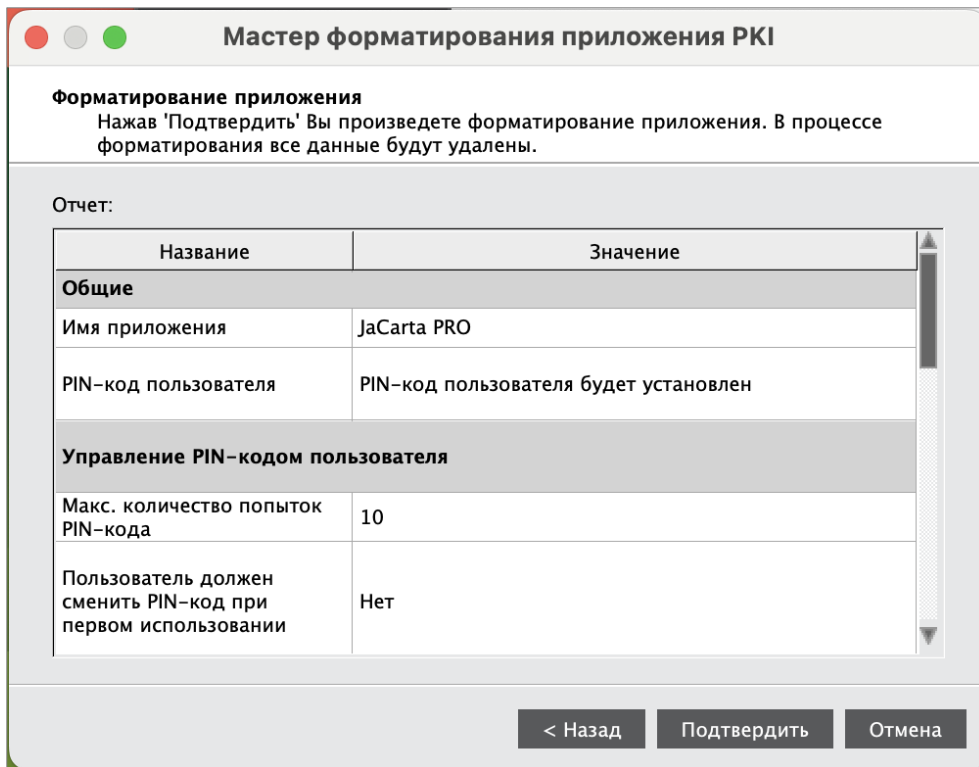 Мастер форматирования приложения PKI
Форматирование приложения
Нажав 'Подтвердить' Вы произведете форматирование приложения. В процессе
форматирования все данные будут удалены.
Отчет:
Название Значение
Общие
Имя приложения JaCarta PRO
PIN-код пользователя PIN-код пользователя будет установлен
Управление PIN-кодом пользователя
Макс. количество попыток
PIN-кода
10
Пользователь должен
сменить PIN-код при
первом использовании
Нет
< Назад Подтвердить Отмена